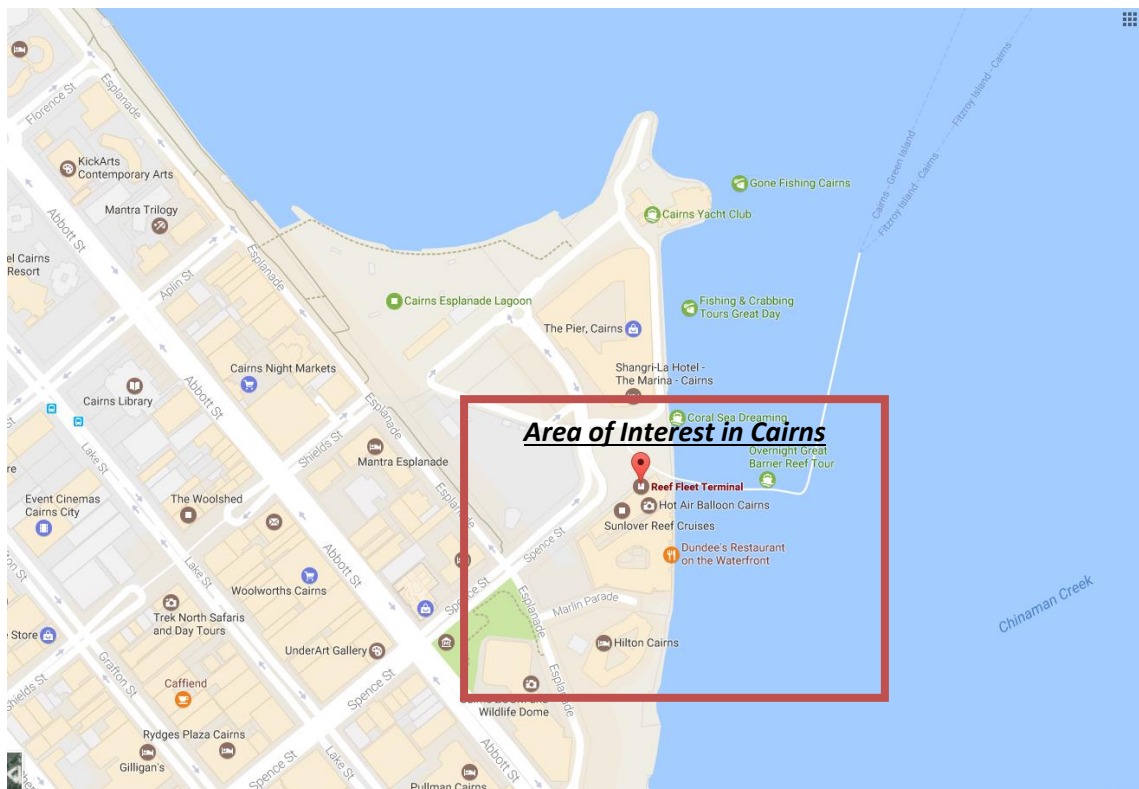 Florence St
Esplanade
KickArts
Contemporary Arts
Mantra Trilogy
Abbott St
el Cairns
Resort
Aplin St
Esplanade
Gone Fishing Cairns
Cairns Yacht Club
Cairns - Green Island
Fitzroy Island - Cairns
Fitzroy Island - Cairns
Cairns Esplanade Lagoon
Fishing & Crabbing
Tours Great Day
The Pier, Cairns
Cairns Night Markets
Shangri-La Hotel -
The Marina - Cairns
Cairns Library
Abbott St
Esplanade
Coral Sea Dreaming
Area of Interest in Cairns
Overnight Great
Barrier Reef Tour
Shields St
Lake St
Mantra Esplanade
re
Reef Fleet Terminal
Event Cinemas
Cairns City
The Woolshed
Hot Air Balloon Cairns
Sunlover Reef Cruises
Esplanade
Spence St
Dundee's Restaurant
on the Waterfront
Lake St
Abbott St
Woolworths Cairns
Spence St
Esplanade
Marlin Parade
Chinaman Creek
Trek North Safaris
and Day Tours
Store
UnderArt Gallery
Hilton Cairns
Grafton St
Shields St
Caffiend
Spence St
Esplanade
Wildlife Dome
Rydges Plaza Cairns
Gilligan's
Lake St
Spence St
Abbott St
Pullman Cairns